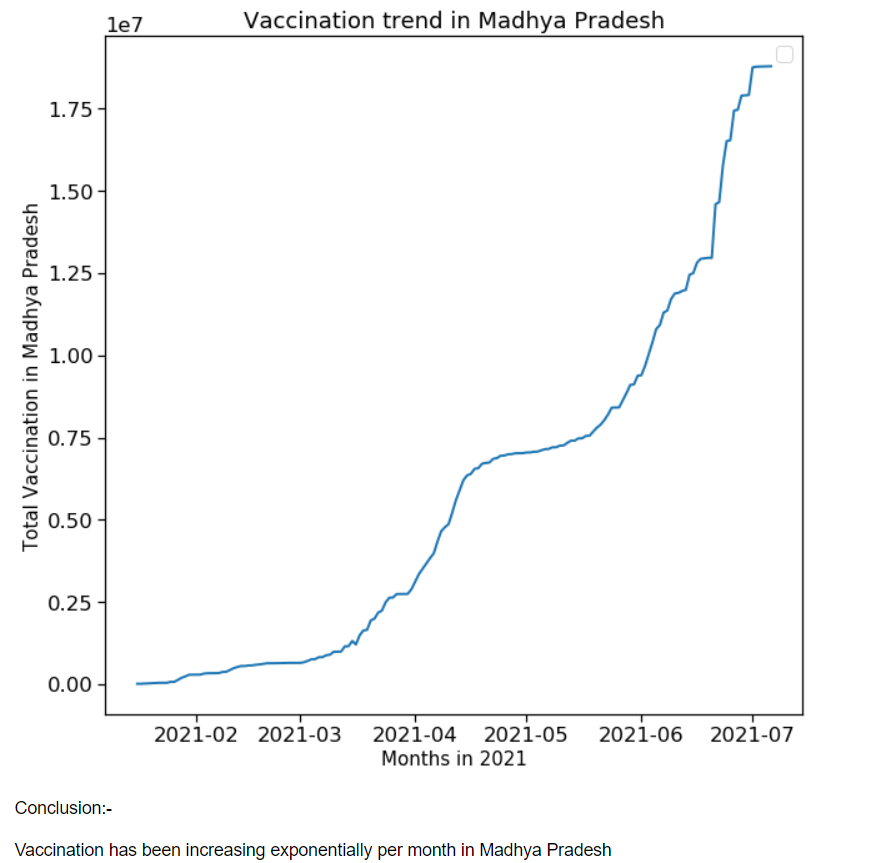 Vaccination trend in Madhya Pradesh
1e7
1.75
1.50
1.25
1.00
0.75
0.50
0.25
0.00
Total Vaccination in Madhya Pradesh
2021-02 2021-03 2021-04 2021-05 2021-06 2021-07
Months in 2021
Conclusion:-
Vaccination has been increasing exponentially per month in Madhya Pradesh